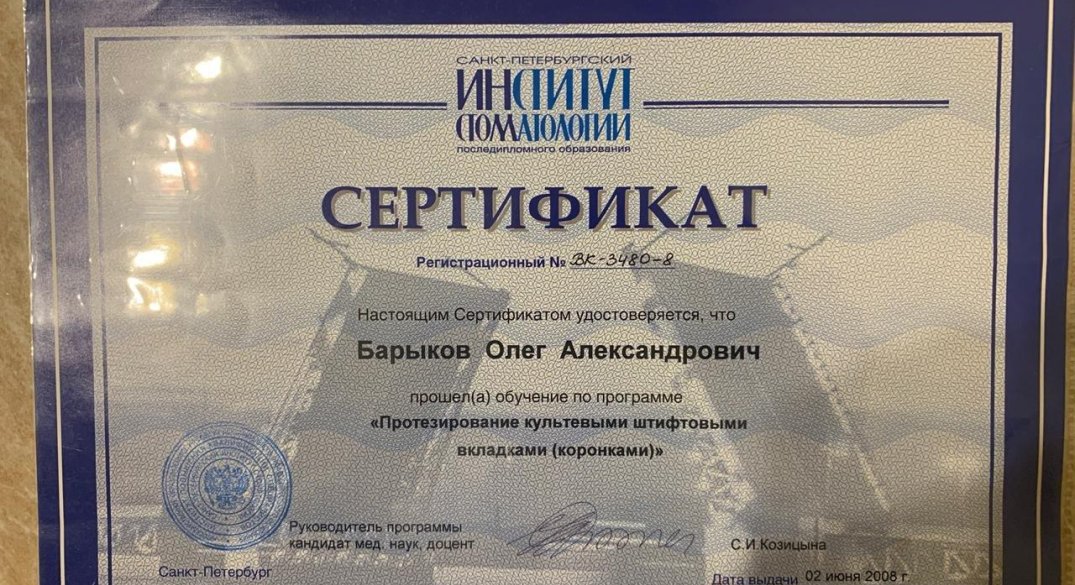 САНКТ-ПЕТЕРБУРГСКИЙ
ИНСТИТУТ
СТОМАТОЛОГИИ
последипломного образования
СЕРТИФИКАТ
Регистрационный № ВК-3480-8
Настоящим Сертификатом удостоверяется, что
Барыков Олег Александрович
прошел(а) обучение по программе
«Протезирование культевыми штифтовыми
вкладками (коронками)»
Руководитель программы
кандидат мед. наук, доцент
С.И.Козицына
Санкт-Петербург
Дата выдачи 02 июня 2008 г.